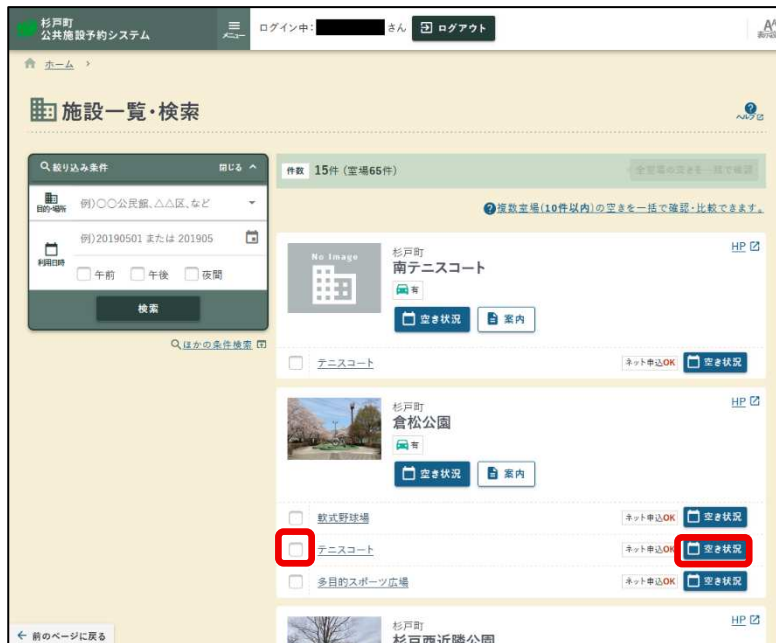 杉戸町
公共施設予約システム
メニュー
ログイン中:
さん
ログアウト
ホーム
施設一覧・検索
ヘルプ
絞り込み条件
閉じる
目的・場所
例)〇〇公民館、△△区、など
利用日時
例)20190501 または 201905
午前 午後 夜間
検索
ほかの条件検索
件数 15件 (室場65件)
全室場の空きを一括で確認
複数室場(10件以内)の空きを一括で確認・比較できます。
No Image
杉戸町
HP
南テニスコート
有
空き状況 案内
テニスコート ネット申込OK 空き状況
杉戸町
HP
倉松公園
有
空き状況 案内
軟式野球場 ネット申込OK 空き状況
テニスコート ネット申込OK 空き状況
多目的スポーツ広場 ネット申込OK 空き状況
杉戸町
HP
杉戸西近隣公園
前のページに戻る